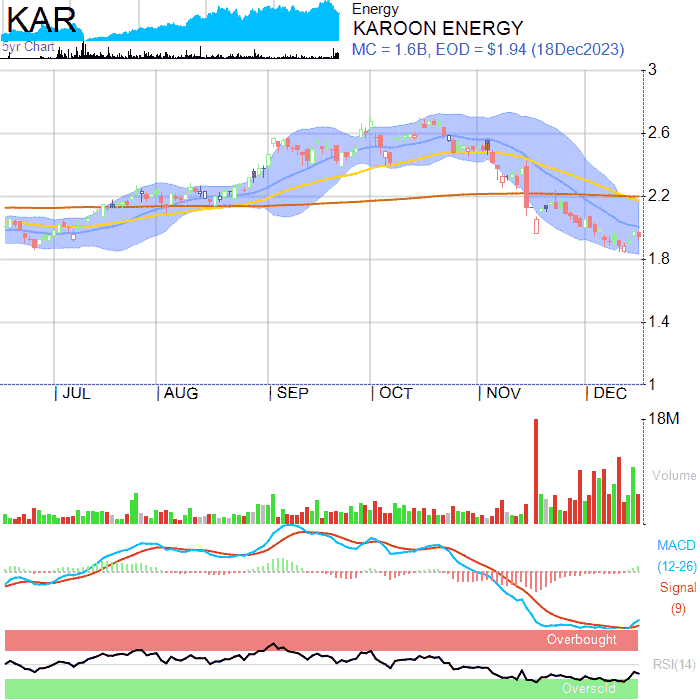 KAR
5yr Chart
Energy
KAROON ENERGY
MC = 1.6B, EOD = $1.94 (18Dec2023)
3
2.6
2.2
1.8
1.4
1
JUL AUG SEP OCT NOV DEC
18M
Volume
MACD
(12-26)
Signal
(9)
Overbought
RSI(14)
Oversold